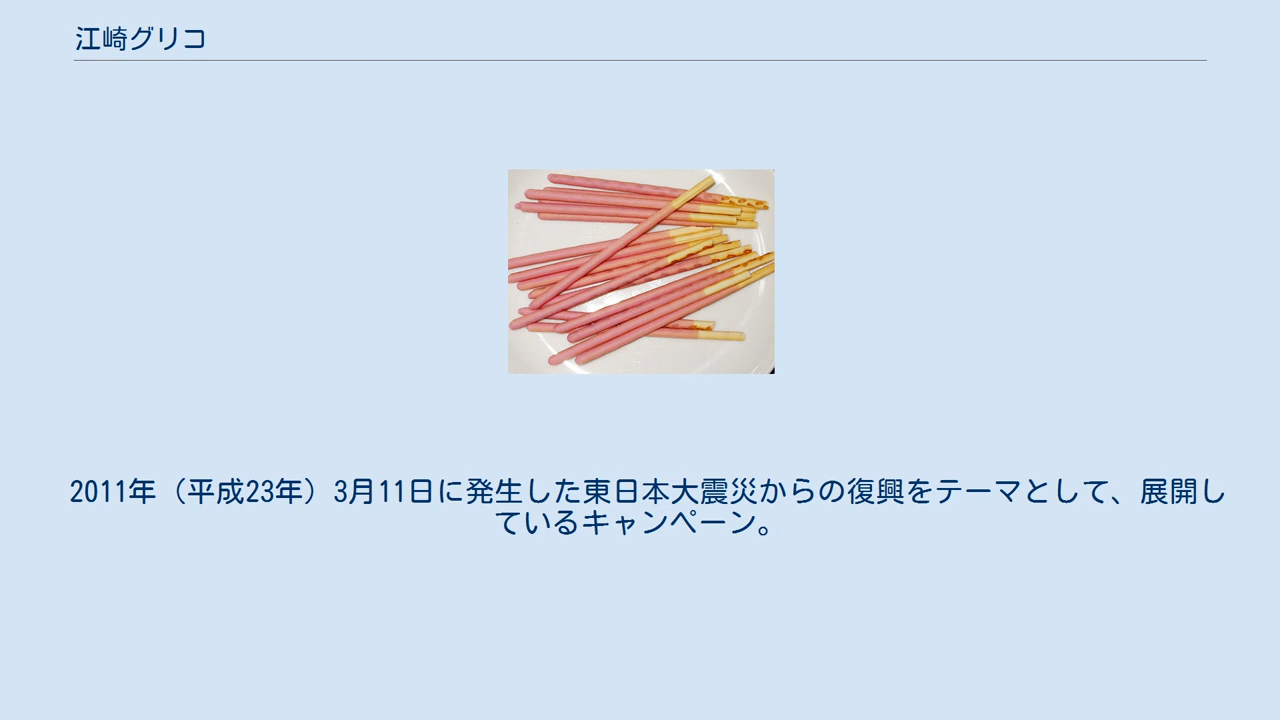 江崎グリコ
2011年（平成23年）3月11日に発生した東日本大震災からの復興をテーマとして、展開し
ているキャンペーン。